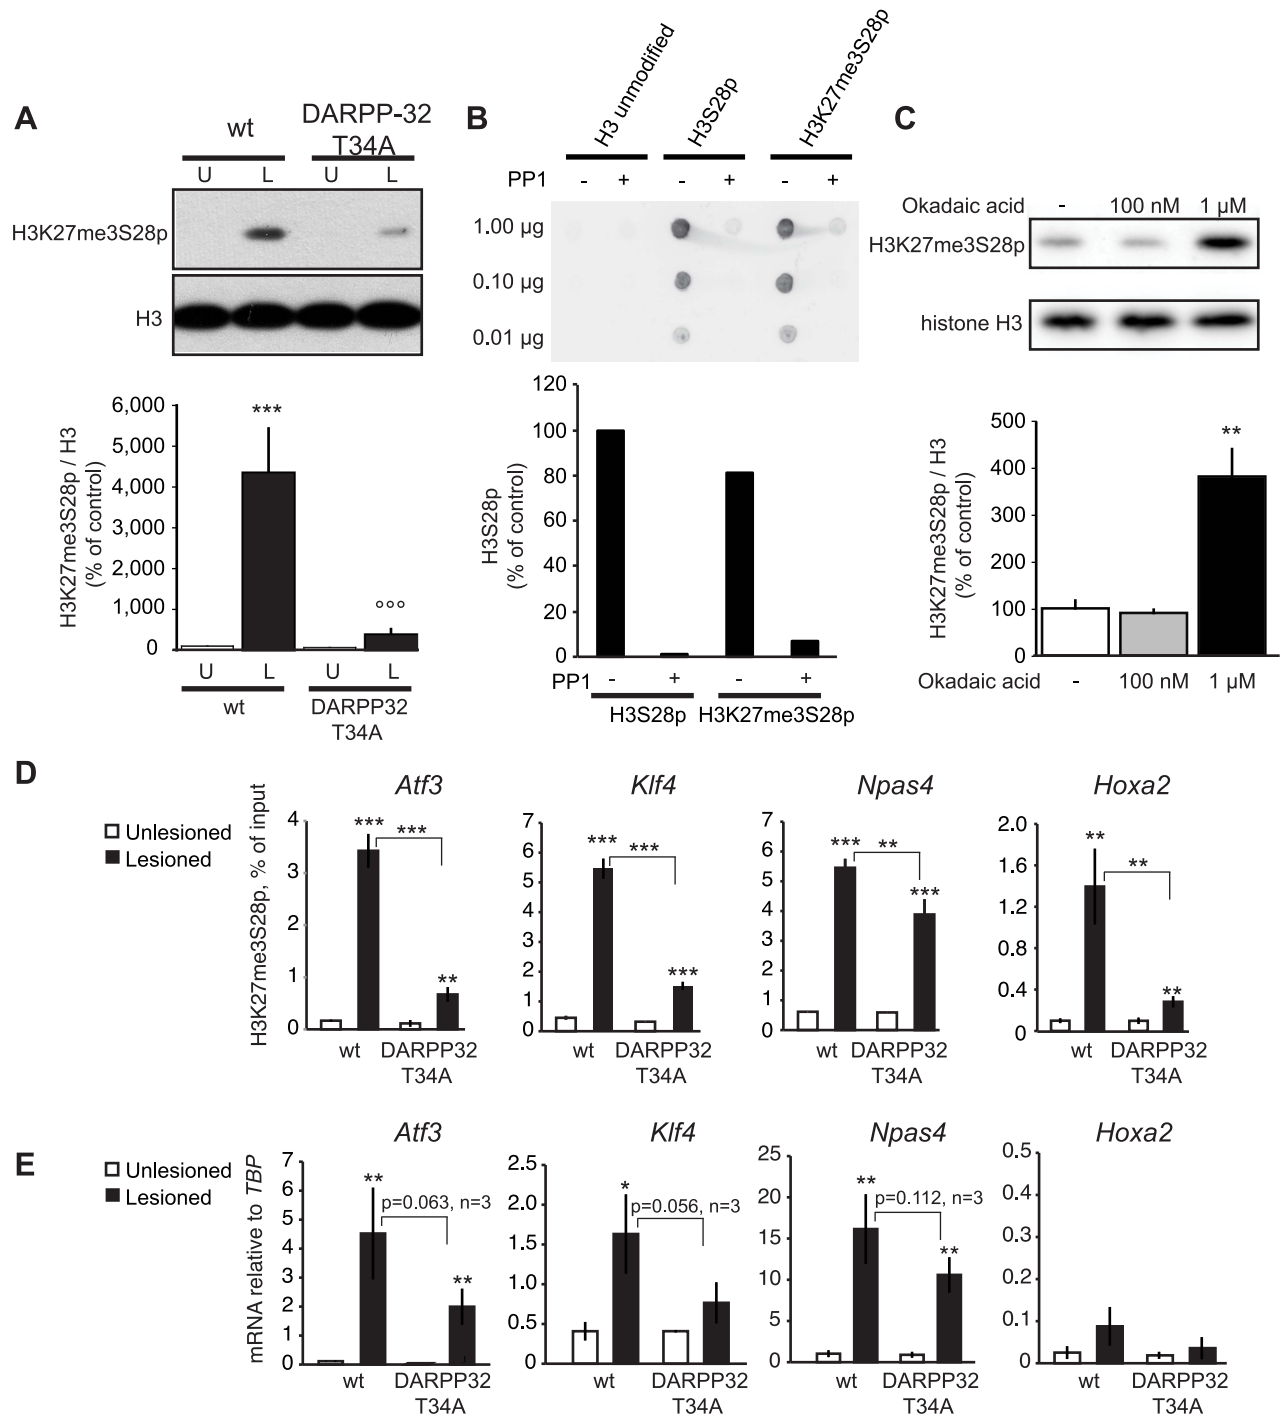 A
wt
DARPP-32
T34A
U L U L
H3K27me3S28p
H3
6,000
5,000
4,000
3,000
2,000
1,000
0
H3K27me3S28p / H3
(% of control)
***
°°°
U L U L
wt
DARPP32
T34A
B
H3 unmodified
H3S28p
H3K27me3S28p
PP1 - + - + - +
1.00 µg
0.10 µg
0.01 µg
120
100
80
60
40
20
0
H3S28p
(% of control)
PP1 - + - +
H3S28p H3K27me3S28p
C
Okadaic acid - 100 nM 1 µM
H3K27me3S28p
histone H3
500
400
300
200
100
0
H3K27me3S28p / H3
(% of control)
**
Okadaic acid - 100 nM 1 µM
D
Unlesioned
Lesioned
H3K27me3S28p, % of input
Atf3
4
3
2
1
0
*** ***
**
wt DARPP32
T34A
Klf4
7
6
5
4
3
2
1
0
*** ***
***
wt DARPP32
T34A
Npas4
7
6
5
4
3
2
1
0
*** **
***
wt DARPP32
T34A
Hoxa2
2.0
1.6
1.2
0.8
0.4
0
**
**
**
wt DARPP32
T34A
E
Unlesioned
Lesioned
mRNA relative to TBP
Atf3
7
6
5
4
3
2
1
0
**
p=0.063, n=3
**
wt DARPP32
T34A
Klf4
2.5
2.0
1.5
1.0
0.5
0
*
p=0.056, n=3
wt DARPP32
T34A
Npas4
25
20
15
10
5
0
**
p=0.112, n=3
**
wt DARPP32
T34A
Hoxa2
0.5
0.4
0.3
0.2
0.1
0
wt DARPP32
T34A